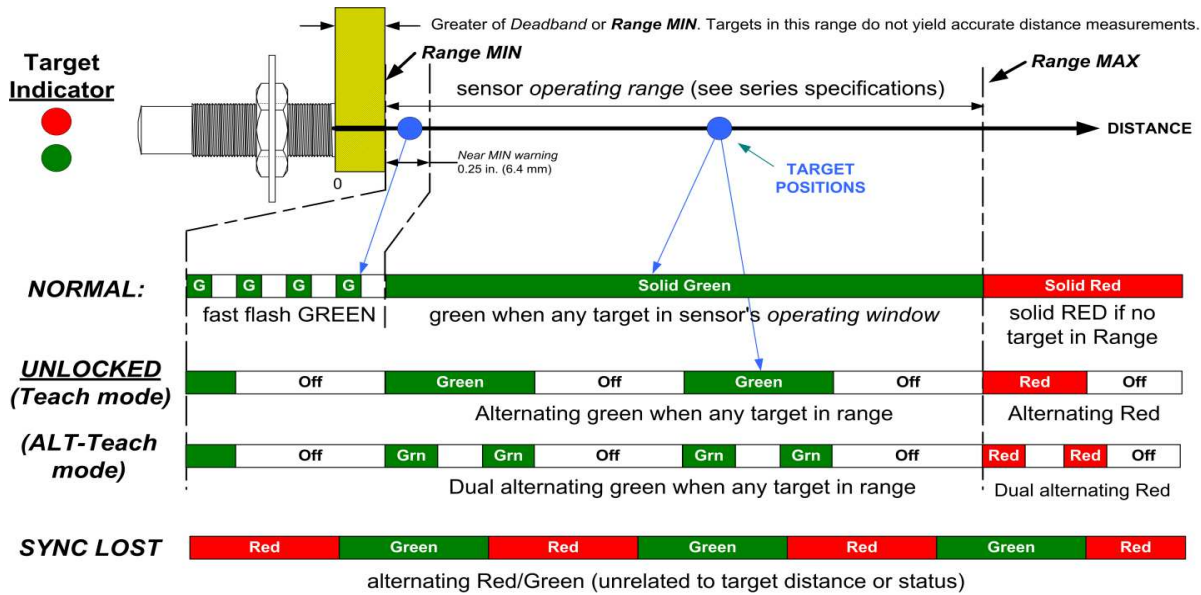 Greater of Deadband or Range MIN. Targets in this range do not yield accurate distance measurements.
Target
Indicator
Range MIN
Range MAX
sensor operating range (see series specifications)
DISTANCE
Near MIN warning
0.25 in. (6.4 mm)
TARGET
POSITIONS
0
NORMAL:
G G G G Solid Green Solid Red
fast flash GREEN
green when any target in sensor's operating window
solid RED if no
target in Range
UNLOCKED
(Teach mode)
Off Green Off Green Off Red Off
Alternating green when any target in range
Alternating Red
(ALT-Teach
mode)
Off Grn Grn Off Grn Grn Off Red Red Off
Dual alternating green when any target in range
Dual alternating Red
SYNC LOST
Red Green Red Green Red Green Red
alternating Red/Green (unrelated to target distance or status)